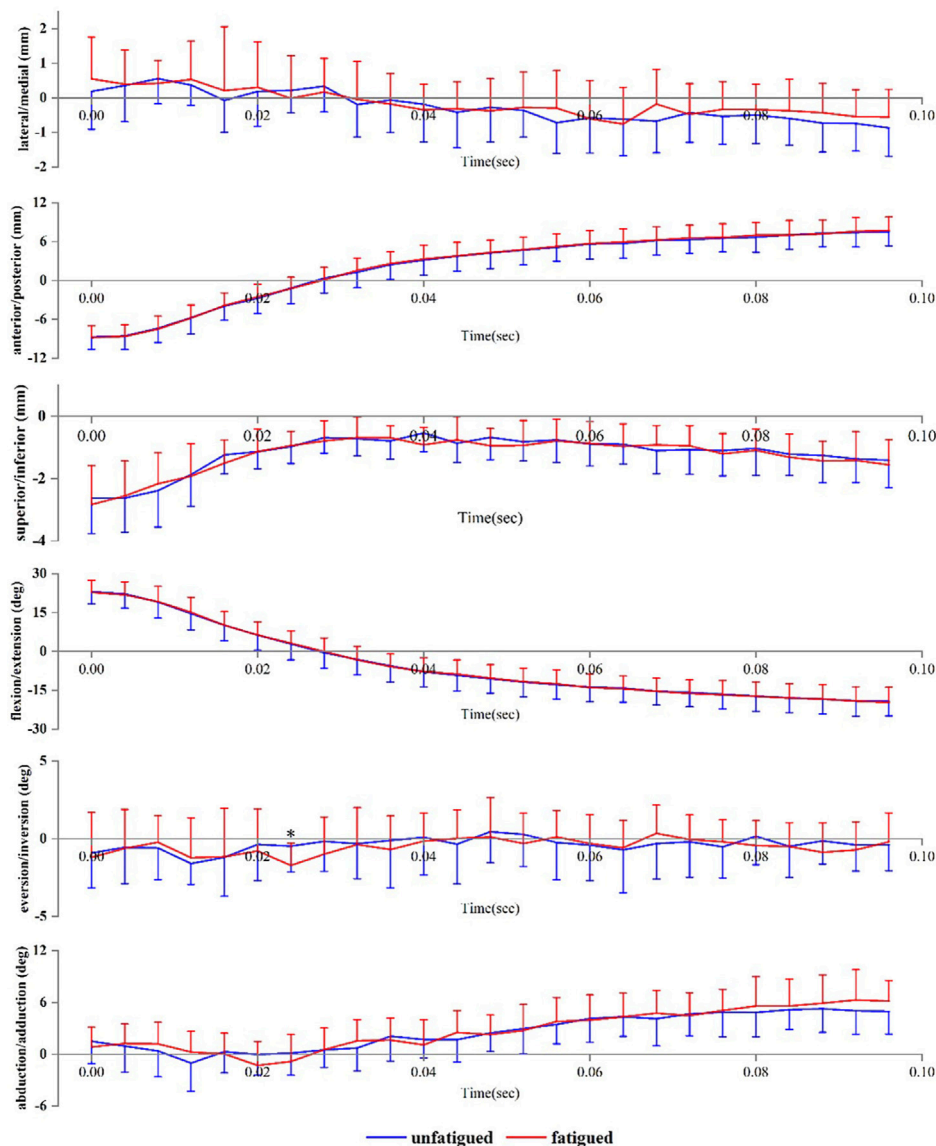 lateral/medial (mm)
2
1
0
-1
-2
0.00 0.02 0.04 0.06 0.08 0.10
Time(sec)
anterior/posterior (mm)
12
6
0
-6
-12
0.00 0.02 0.04 0.06 0.08 0.10
Time(sec)
superior/inferior (mm)
0
-2
-4
0.00 0.02 0.04 0.06 0.08 0.10
Time(sec)
flexion/extension (deg)
30
15
0
-15
-30
0.00 0.02 0.04 0.06 0.08 0.10
Time(sec)
eversion/inversion (deg)
5
0
-5
*
0.00 0.02 0.04 0.06 0.08 0.10
Time(sec)
abduction/adduction (deg)
12
6
0
-6
0.00 0.02 0.04 0.06 0.08 0.10
Time(sec)
unfatigued fatigued